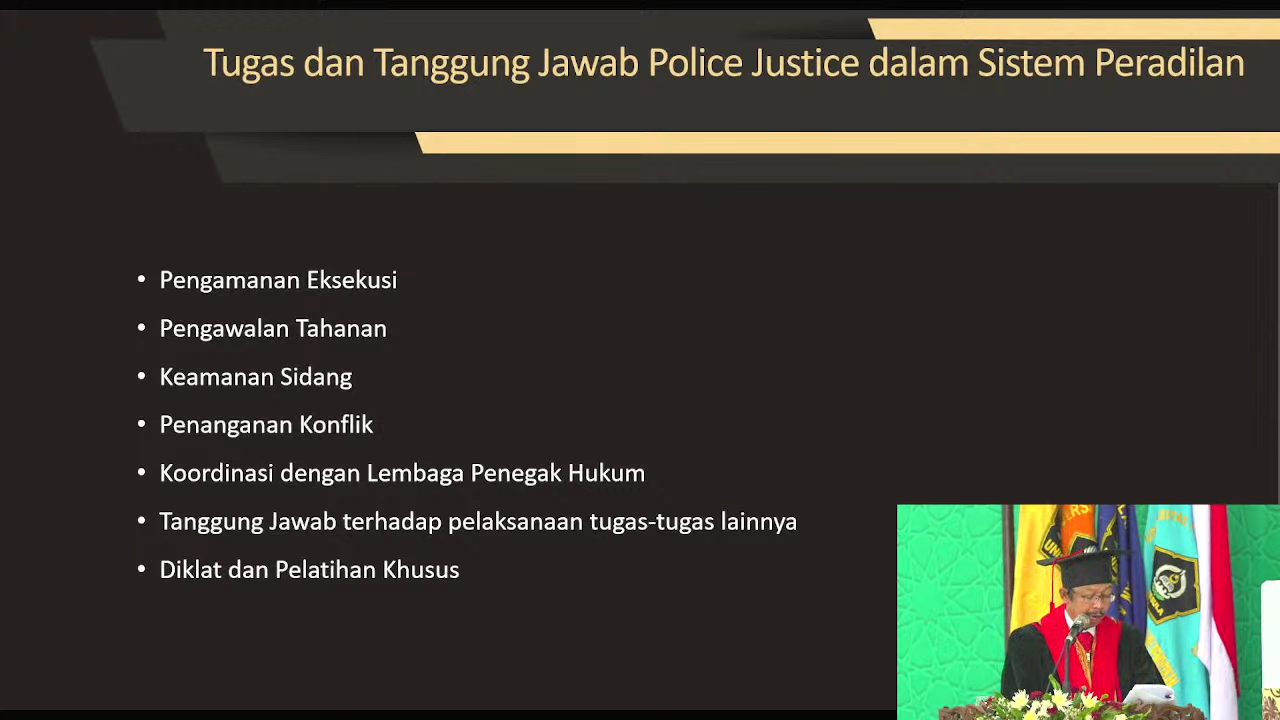 Tugas dan Tanggung Jawab Police Justice dalam Sistem Peradilan
• Pengamanan Eksekusi
• Pengawalan Tahanan
• Keamanan Sidang
• Penanganan Konflik
• Koordinasi dengan Lembaga Penegak Hukum
• Tanggung Jawab terhadap pelaksanaan tugas-tugas lainnya
• Diklat dan Pelatihan Khusus